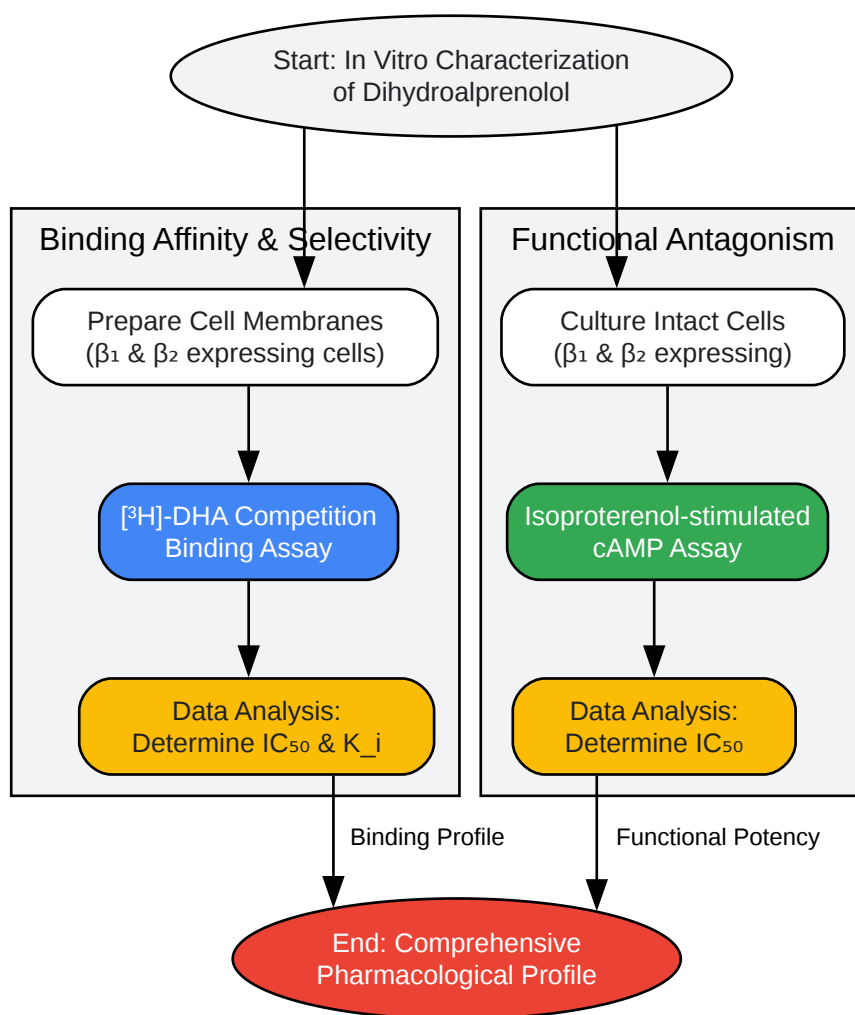 Start: In Vitro Characterization
of Dihydroalprenolol
Binding Affinity & Selectivity
Prepare Cell Membranes
(β₁ & β₂ expressing cells)
[³H]-DHA Competition
Binding Assay
Data Analysis:
Determine IC₅₀ & K_i
Binding Profile
Functional Antagonism
Culture Intact Cells
(β₁ & β₂ expressing)
Isoproterenol-stimulated
cAMP Assay
Data Analysis:
Determine IC₅₀
Functional Potency
End: Comprehensive
Pharmacological Profile